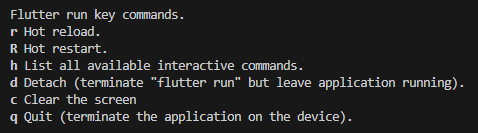 Flutter run key commands.
r Hot reload.
R Hot restart.
h List all available interactive commands.
d Detach (terminate "flutter run" but leave application running).
c Clear the screen
q Quit (terminate the application on the device).